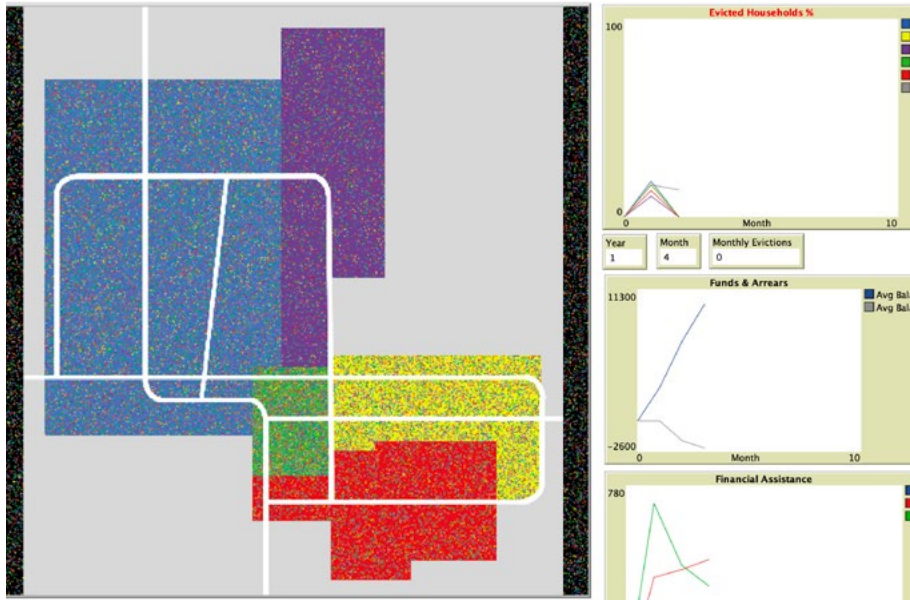 Evicted Households %
100
0
0
Month
10
Year
1
Month
4
Monthly Evictions
0
Funds & Arrears
11300
Avg Bal
Avg Bal
-2600
0
Month
10
Financial Assistance
780